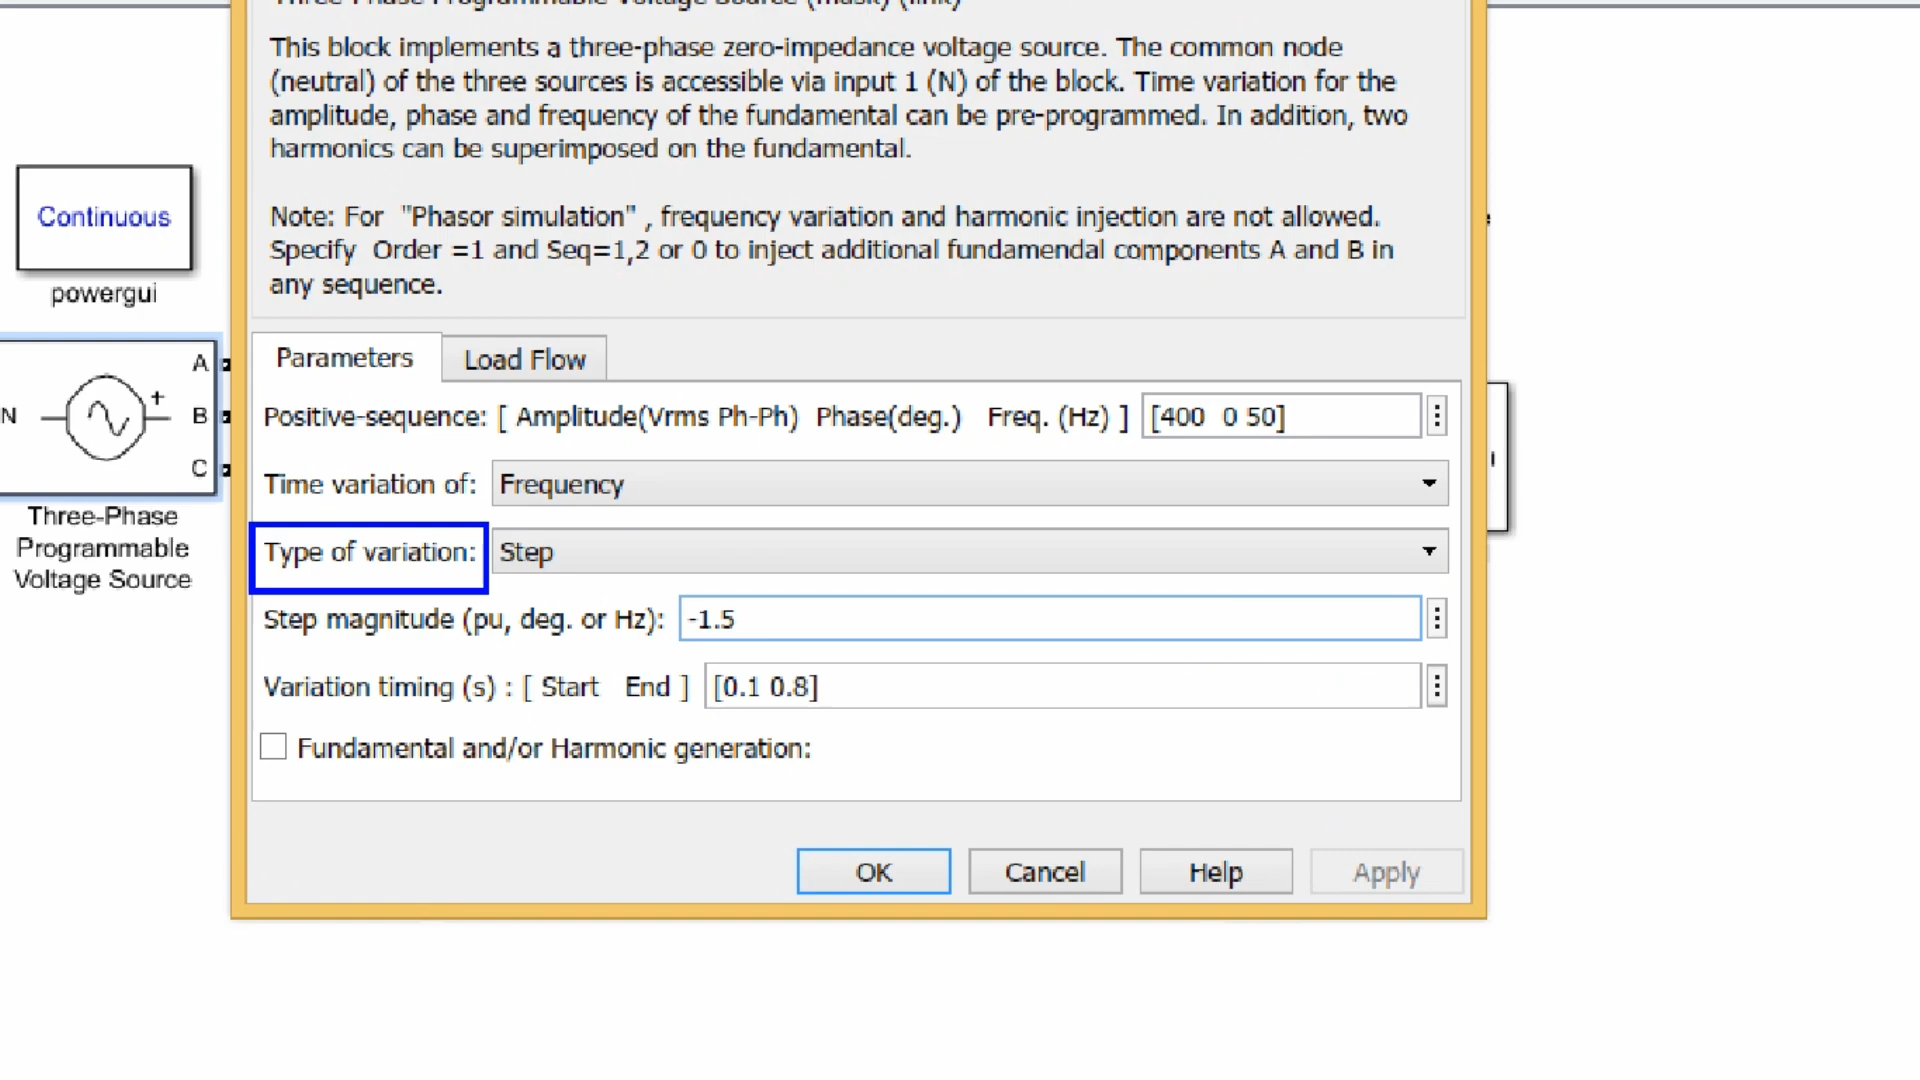 Three-Phase Programmable Voltage Source (mask) (link)
This block implements a three-phase zero-impedance voltage source. The common node
(neutral) of the three sources is accessible via input 1 (N) of the block. Time variation for the
amplitude, phase and frequency of the fundamental can be pre-programmed. In addition, two
harmonics can be superimposed on the fundamental.
Note: For "Phasor simulation" , frequency variation and harmonic injection are not allowed.
Specify Order =1 and Seq=1,2 or 0 to inject additional fundamendal components A and B in
any sequence.
Continuous
powergui
N
+
A
B
C
Three-Phase
Programmable
Voltage Source
Parameters
Load Flow
Positive-sequence: [ Amplitude(Vrms Ph-Ph) Phase(deg.) Freq. (Hz) ] [400 0 50]
Time variation of: Frequency
Type of variation: Step
Step magnitude (pu, deg. or Hz): -1.5
Variation timing (s) : [ Start End ] [0.1 0.8]
Fundamental and/or Harmonic generation:
OK
Cancel
Help
Apply